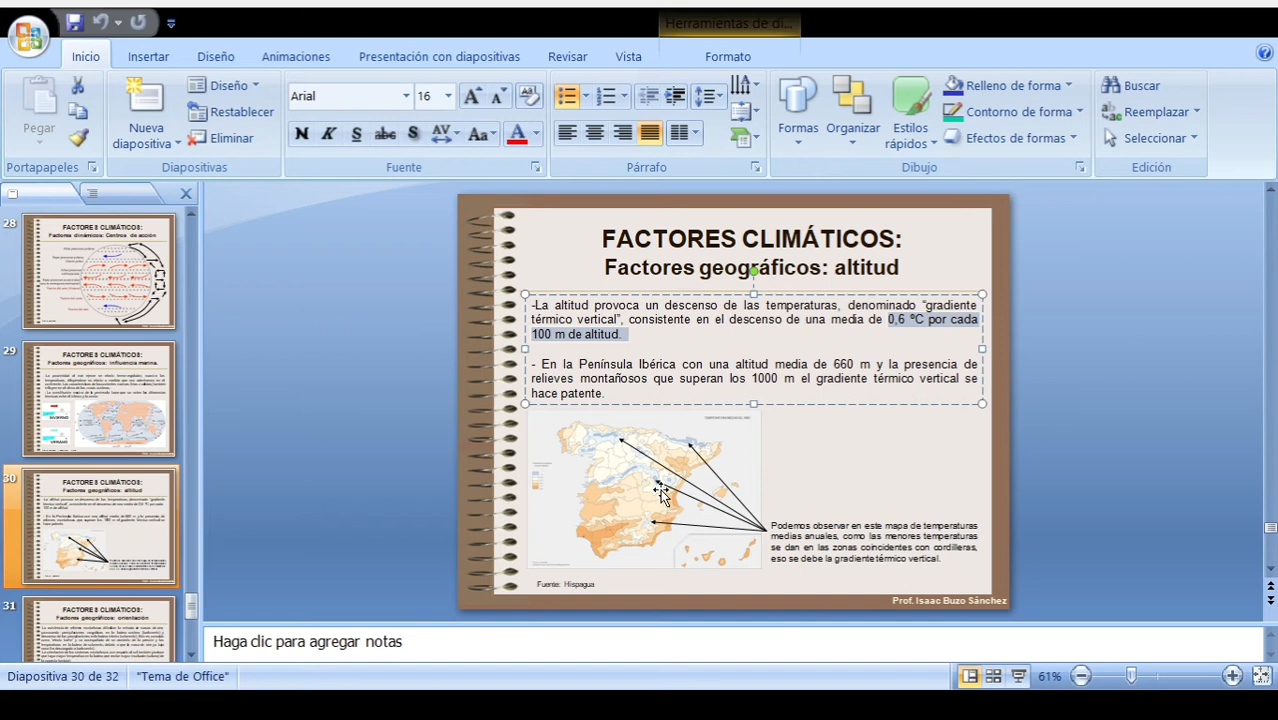 Herramientas de di...
Inicio
Insertar
Diseño
Animaciones
Presentación con diapositivas
Revisar
Vista
Formato
Pegar
Portapapeles
Nueva
diapositiva
Diseño
Restablecer
Eliminar
Diapositivas
Arial
16
N K S abc S AV Aa A
Fuente
Párrafo
Formas
Organizar
Estilos
rápidos
Relleno de forma
Contorno de forma
Efectos de formas
Dibujo
Buscar
Reemplazar
Seleccionar
Edición
28
FACTORES CLIMÁTICOS:
Factores dinámicos: Centros de acción
29
FACTORES CLIMÁTICOS:
Factores geográficos: influencia marina.
INVIERNO
VERANO
30
FACTORES CLIMÁTICOS:
Factores geográficos: altitud
31
FACTORES CLIMÁTICOS:
Factores geográficos: orientación
FACTORES CLIMÁTICOS:
Factores geográficos: altitud
-La altitud provoca un descenso de las temperaturas, denominado “gradiente
térmico vertical”, consistente en el descenso de una media de 0,6 ºC por cada
100 m de altitud.
- En la Península Ibérica con una altitud media de 660 m y la presencia de
relieves montañosos que superan los 1000 m el gradiente térmico vertical se
hace patente.
Podemos observar en este mapa de temperaturas
medias anuales, como las menores temperaturas
se dan en las zonas coincidentes con cordilleras,
eso se debe la gradiente térmico vertical.
Fuente: Hispagua
Prof. Isaac Buzo Sánchez
Haga clic para agregar notas
Diapositiva 30 de 32
"Tema de Office"
61%